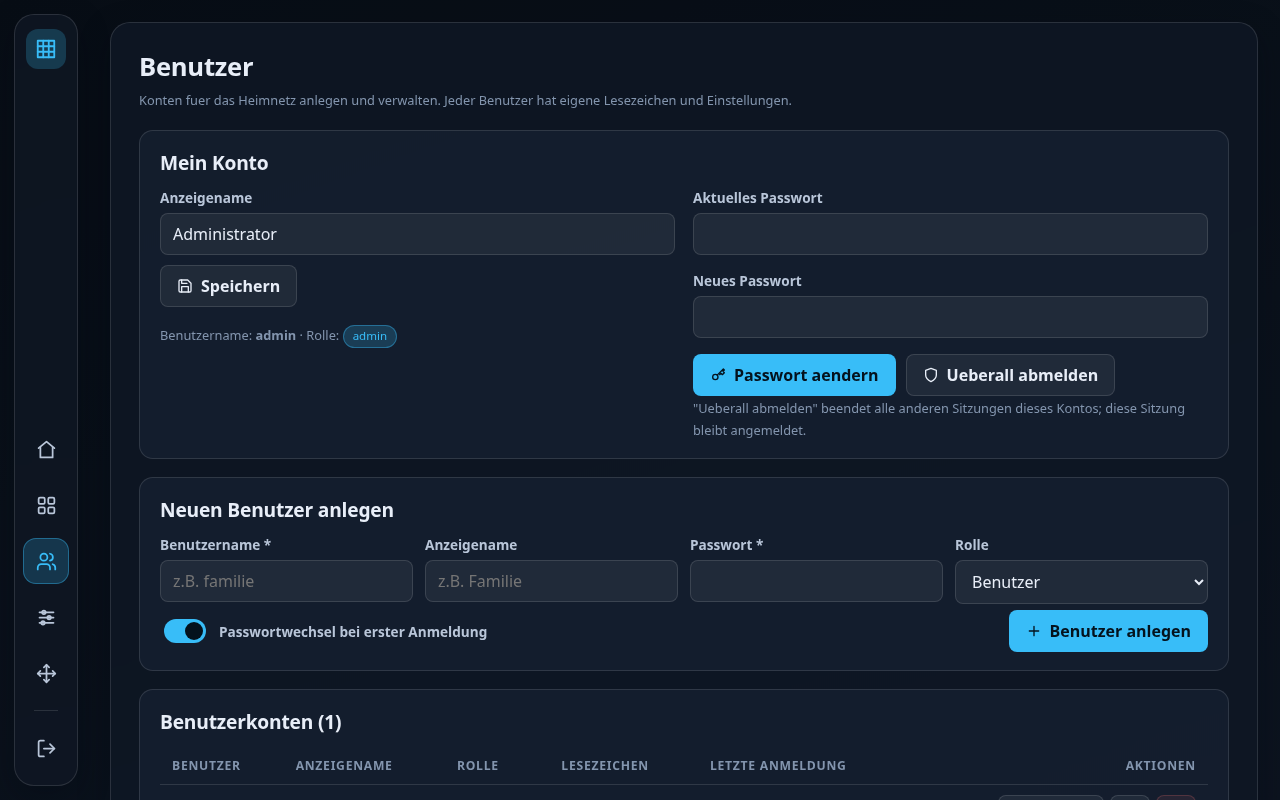 Benutzer
Konten fuer das Heimnetz anlegen und verwalten. Jeder Benutzer hat eigene Lesezeichen und Einstellungen.
Mein Konto
Anzeigename
Administrator
Speichern
Benutzername: admin · Rolle: admin
Aktuelles Passwort
Neues Passwort
Passwort aendern
Ueberall abmelden
"Ueberall abmelden" beendet alle anderen Sitzungen dieses Kontos; diese Sitzung
bleibt angemeldet.
Neuen Benutzer anlegen
Benutzername *
z.B. familie
Anzeigename
z.B. Familie
Passwort *
Rolle
Benutzer
Passwortwechsel bei erster Anmeldung
Benutzer anlegen
Benutzerkonten (1)
BENUTZER ANZEIGENAME ROLLE LESEZEICHEN LETZTE ANMELDUNG AKTIONEN